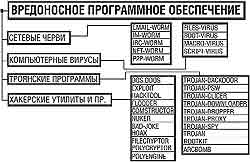 ВРЕДОНОСНОЕ ПРОГРАММНОЕ ОБЕСПЕЧЕНИЕ
СЕТЕВЫЕ ЧЕРВИ
EMAIL-WORM
IM-WORM
IRC-WORM
NET-WORM
P2P-WORM
КОМПЬЮТЕРНЫЕ ВИРУСЫ
FILES-VIRUS
BOOT-VIRUS
MACRO-VIRUS
SCRIPT-VIRUS
ТРОЯНСКИЕ ПРОГРАММЫ
TROJAN-BACKDOOR
TROJAN-PSW
TROJAN-CLICKER
TROJAN-DOWNLOADER
TROJAN-DROPPER
TROJAN-PROXY
TROJAN-SPY
TROJAN
ROOTKIT
ARCBOMB
ХАКЕРСКИЕ УТИЛИТЫ И ПР.
DOS,DDOS
EXPLOIT
HACKTOOL
FLOODER
CONSTRUCTOR
NUKER
BAD-JOKE
HOAX
FILECRYPTOR
POLYCRYPTOR
POLYENGINE